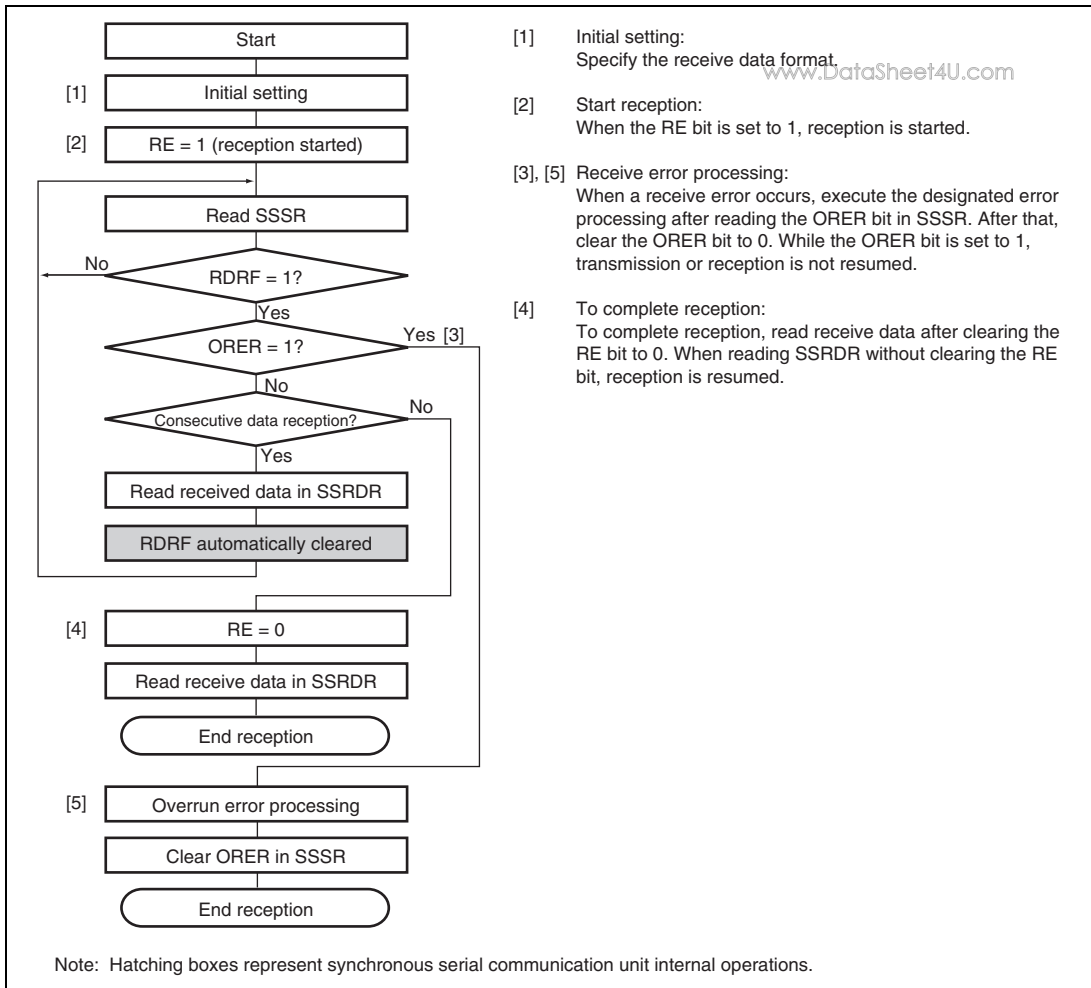 Start
[1] Initial setting
[2] RE = 1 (reception started)
Read SSSR
No
RDRF = 1?
Yes
ORER = 1?
Yes [3]
No
Consecutive data reception?
No
Yes
Read received data in SSRDR
RDRF automatically cleared
[4] RE = 0
Read receive data in SSRDR
End reception
[5] Overrun error processing
Clear ORER in SSSR
End reception
[1] Initial setting:
Specify the receive data format.
www.DataSheet4U.com
[2] Start reception:
When the RE bit is set to 1, reception is started.
[3], [5] Receive error processing:
When a receive error occurs, execute the designated error
processing after reading the ORER bit in SSSR. After that,
clear the ORER bit to 0. While the ORER bit is set to 1,
transmission or reception is not resumed.
[4] To complete reception:
To complete reception, read receive data after clearing the
RE bit to 0. When reading SSRDR without clearing the RE
bit, reception is resumed.
Note: Hatching boxes represent synchronous serial communication unit internal operations.